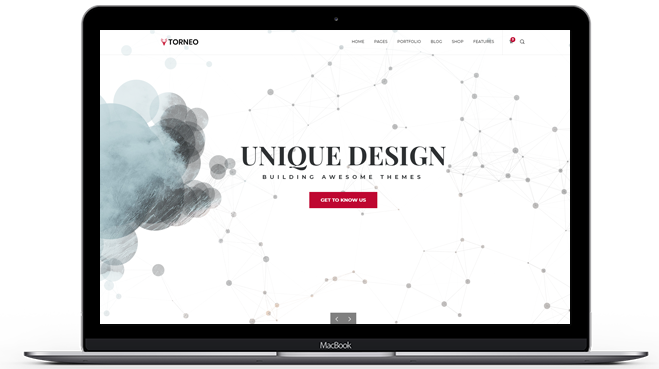 TORNEO
HOME PAGES PORTFOLIO BLOG SHOP FEATURES
UNIQUE DESIGN
BUILDING AWESOME THEMES
GET TO KNOW US
MacBook